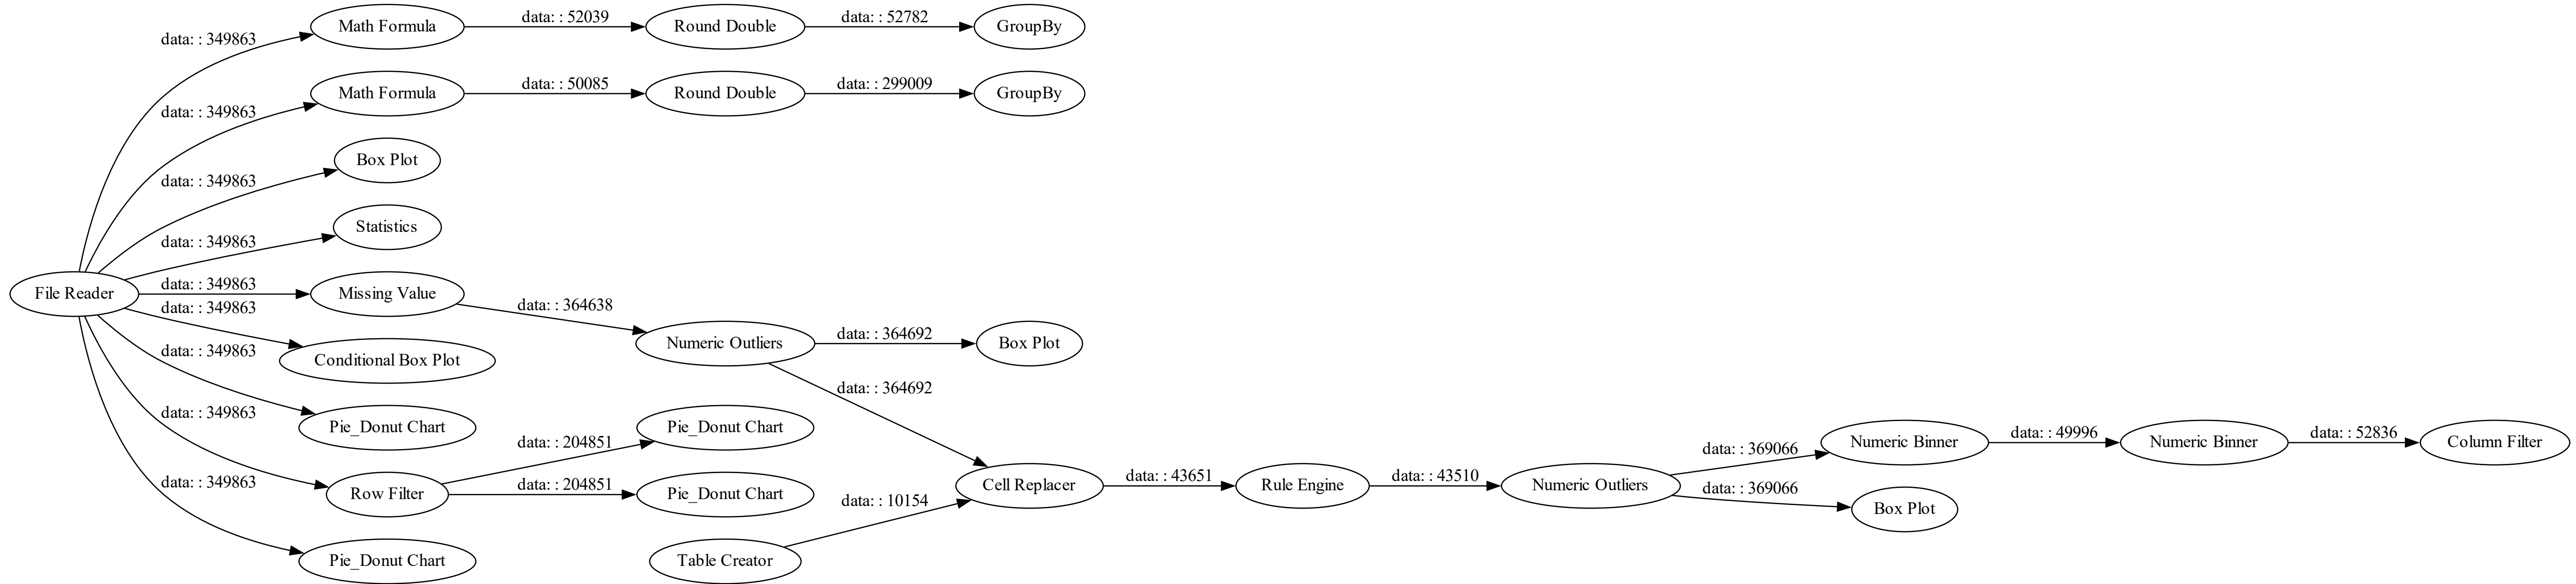 Math Formula data: : 52039 Round Double data: : 52782 GroupBy
data: : 349863
Math Formula data: : 50085 Round Double data: : 299009 GroupBy
data: : 349863
Box Plot
data: : 349863
Statistics
data: : 349863
File Reader data: : 349863 Missing Value data: : 364638
data: : 349863
Numeric Outliers data: : 364692 Box Plot
Conditional Box Plot
data: : 349863
data: : 364692
Pie_Donut Chart
data: : 349863
data: : 204851 Pie_Donut Chart
Row Filter data: : 204851 Pie_Donut Chart
data: : 349863
Pie_Donut Chart
Table Creator data: : 10154
Cell Replacer data: : 43651 Rule Engine data: : 43510 Numeric Outliers
data: : 369066 Numeric Binner data: : 49996 Numeric Binner data: : 52836 Column Filter
data: : 369066 Box Plot